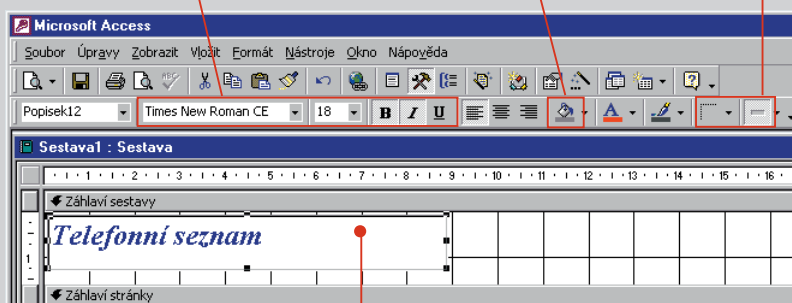 Microsoft Access
Soubor Úpravy Zobrazit Vložit Formát Nástroje Okno Nápověda
ABC
Popisek12 Times New Roman CE 18 B I U A
Sestava1 : Sestava
1 2 3 4 5 6 7 8 9 10 11 12 13 14 15 16
Záhlaví sestavy
Telefonní seznam
1
Záhlaví stránky